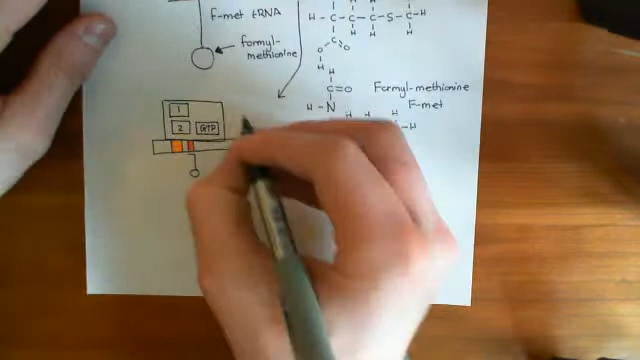 F-met tRNA
formyl-
methionine
H-C-C-C-S-C-H
H H H
C
O O
H
H
C=O
H-N
H H
-H
Formyl-methionine
F-met
1
2 GTP